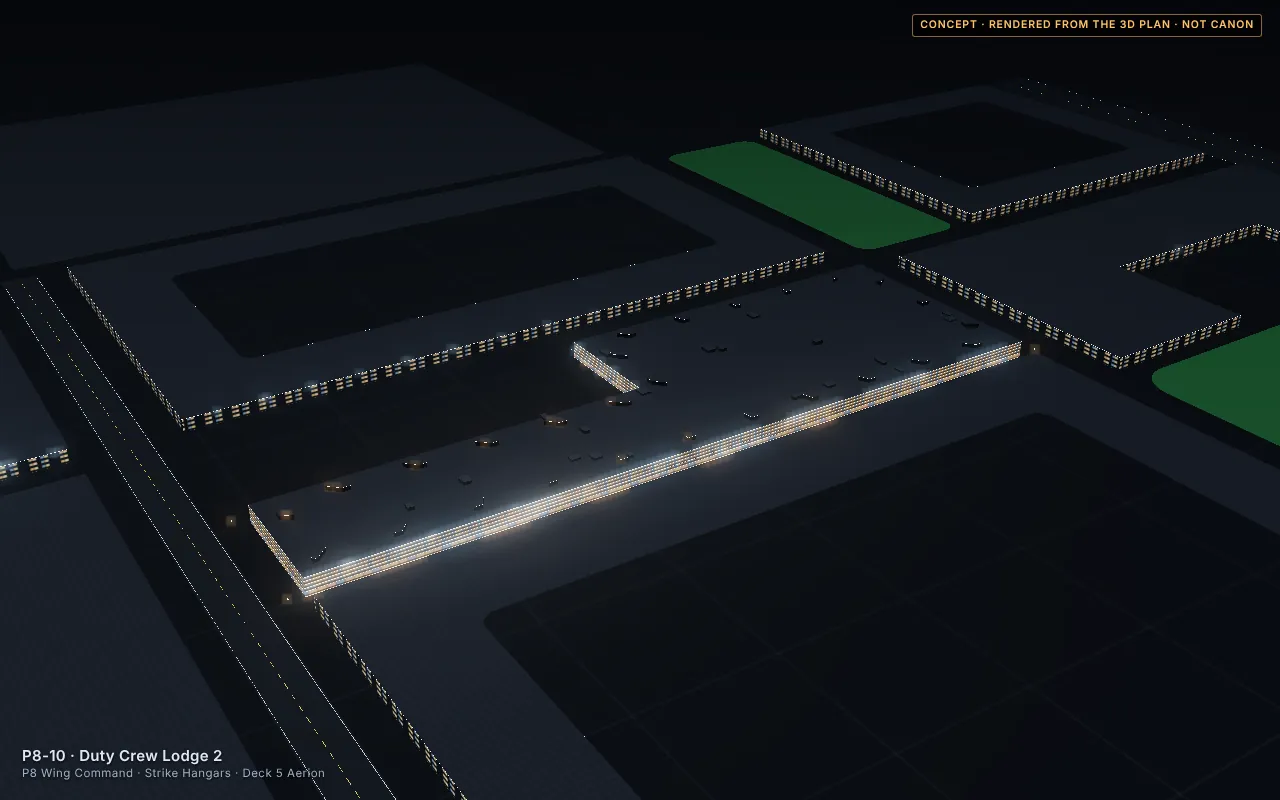 CONCEPT · RENDERED FROM THE 3D PLAN · NOT CANON
P8-10 · Duty Crew Lodge 2
P8 Wing Command · Strike Hangars · Deck 5 Aerion